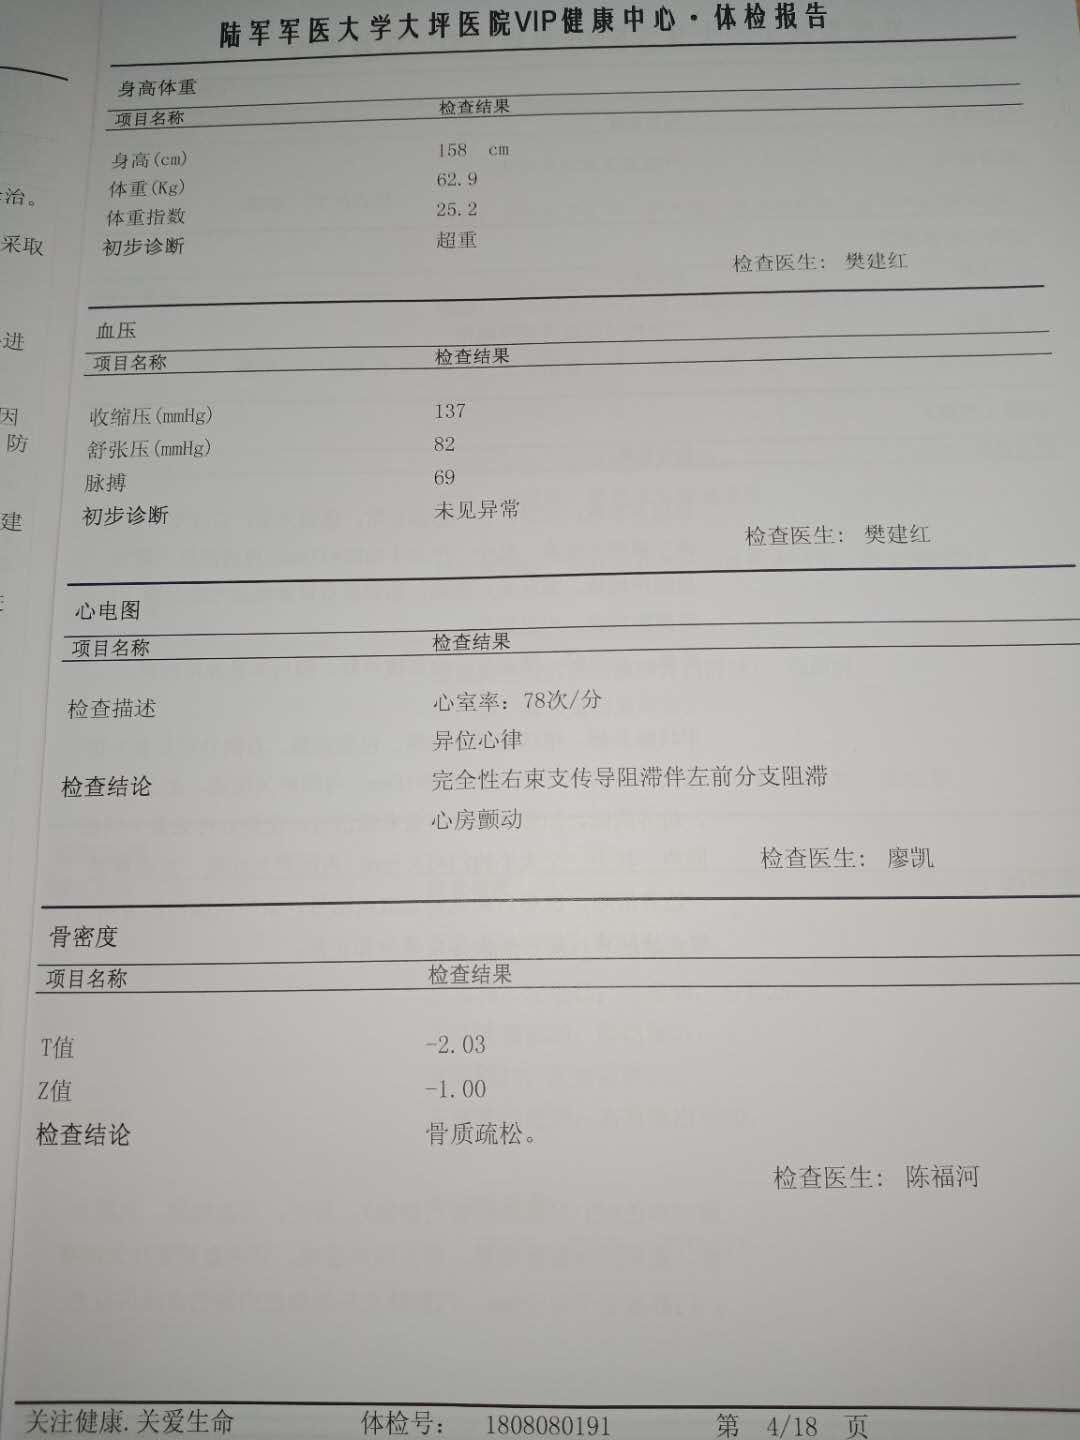 陆军军医大学大坪医院VIP健康中心·体检报告
身高体重
项目名称 检查结果
身高(cm) 158 cm
体重(Kg) 62.9
体重指数 25.2
初步诊断 超重
检查医生: 樊建红
血压
项目名称 检查结果
收缩压(mmHg) 137
舒张压(mmHg) 82
脉搏 69
初步诊断 未见异常
检查医生: 樊建红
心电图
项目名称 检查结果
检查描述 心室率: 78次/分
异位心律
检查结论 完全性右束支传导阻滞伴左前分支阻滞
心房颤动
检查医生: 廖凯
骨密度
项目名称 检查结果
T值 -2.03
Z值 -1.00
检查结论 骨质疏松。
检查医生: 陈福河
关注健康.关爱生命 体检号: 1808080191 第 4/18 页
治。
采取
进
因
防
建